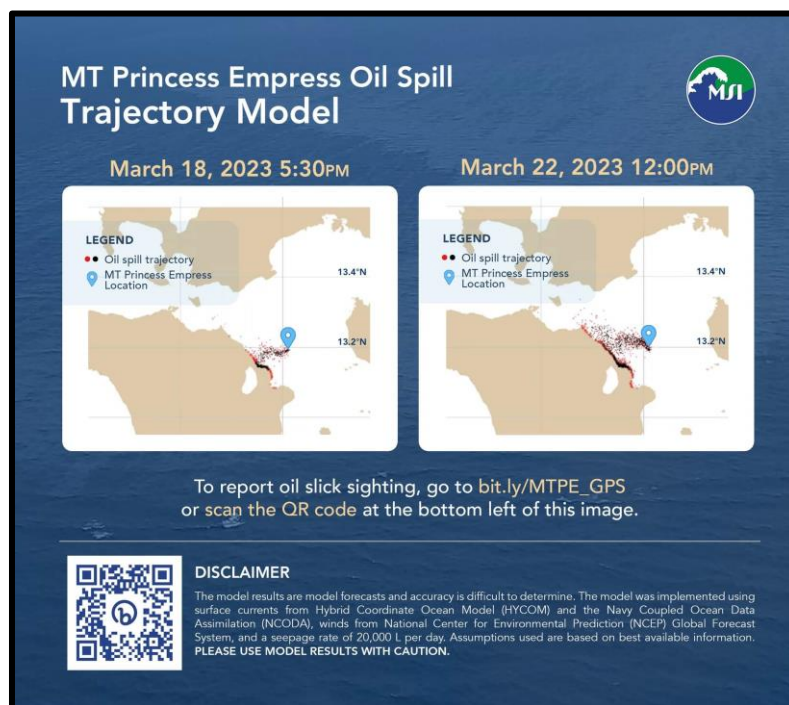 MT Princess Empress Oil Spill
Trajectory Model
MSI
March 18, 2023 5:30PM
LEGEND
Oil spill trajectory
MT Princess Empress
Location
13.4°N
13.2°N
March 22, 2023 12:00PM
LEGEND
Oil spill trajectory
MT Princess Empress
Location
13.4°N
13.2°N
To report oil slick sighting, go to bit.ly/MTPE_GPS
or scan the QR code at the bottom left of this image.
DISCLAIMER
The model results are model forecasts and accuracy is difficult to determine. The model was implemented using
surface currents from Hybrid Coordinate Ocean Model (HYCOM) and the Navy Coupled Ocean Data
Assimilation (NCODA), winds from National Center for Environmental Prediction (NCEP) Global Forecast
System, and a seepage rate of 20,000 L per day. Assumptions used are based on best available information.
PLEASE USE MODEL RESULTS WITH CAUTION.